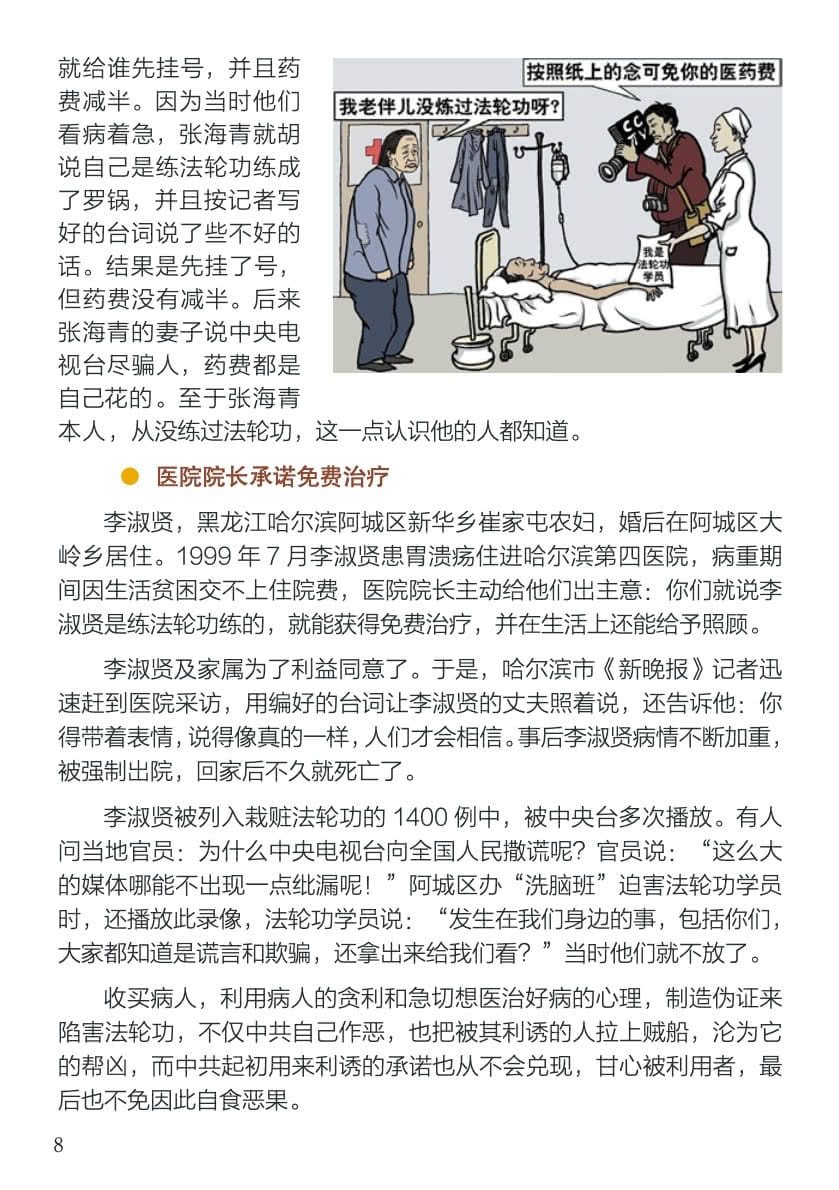 就给谁先挂号，并且药
费减半。因为当时他们
看病着急，张海青就胡
说自己是练法轮功练成
了罗锅，并且按记者写
好的台词说了些不好的
话。结果是先挂了号，
但药费没有减半。后来
张海青的妻子说中央电
视台尽骗人，药费都是
自己花的。至于张海青
本人，从没练过法轮功，这一点认识他的人都知道。
按照纸上的念可免你的医药费
我老伴儿没炼过法轮功呀?
CC
TV
我是
法轮功
学员
● 医院院长承诺免费治疗
李淑贤，黑龙江哈尔滨阿城区新华乡崔家屯农妇，婚后在阿城区大
岭乡居住。1999 年 7 月李淑贤患胃溃疡住进哈尔滨第四医院，病重期
间因生活贫困交不上住院费，医院院长主动给他们出主意：你们就说李
淑贤是练法轮功练的，就能获得免费治疗，并在生活上还能给予照顾。
李淑贤及家属为了利益同意了。于是，哈尔滨市《新晚报》记者迅
速赶到医院采访，用编好的台词让李淑贤的丈夫照着说，还告诉他：你
得带着表情，说得像真的一样，人们才会相信。事后李淑贤病情不断加重，
被强制出院，回家后不久就死亡了。
李淑贤被列入栽赃法轮功的 1400 例中，被中央台多次播放。有人
问当地官员：为什么中央电视台向全国人民撒谎呢？官员说：“这么大
的媒体哪能不出现一点纰漏呢！”阿城区办“洗脑班”迫害法轮功学员
时，还播放此录像，法轮功学员说：“发生在我们身边的事，包括你们，
大家都知道是谎言和欺骗，还拿出来给我们看？”当时他们就不放了。
收买病人，利用病人的贪利和急切想医治好病的心理，制造伪证来
陷害法轮功，不仅中共自己作恶，也把被其利诱的人拉上贼船，沦为它
的帮凶，而中共起初用来利诱的承诺也从不会兑现，甘心被利用者，最
后也不免因此自食恶果。
8